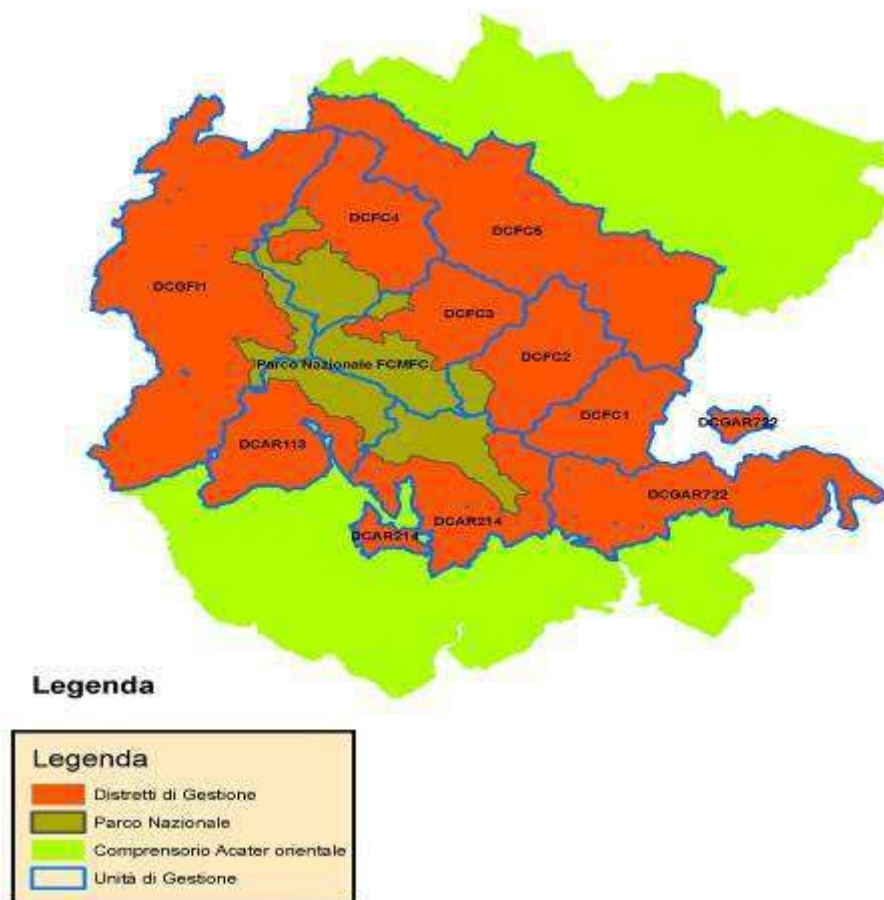 DCFC4
DCFC5
DCGFI1
DCFC3
DCFC2
Parco Nazionale FCMFC
DCFC1
DCGAR722
DCAR113
DCGAR722
DCAR214
DCAR214
Legenda
Legenda
Distretti di Gestione
Parco Nazionale
Comprensorio Acater orientale
Unità di Gestione